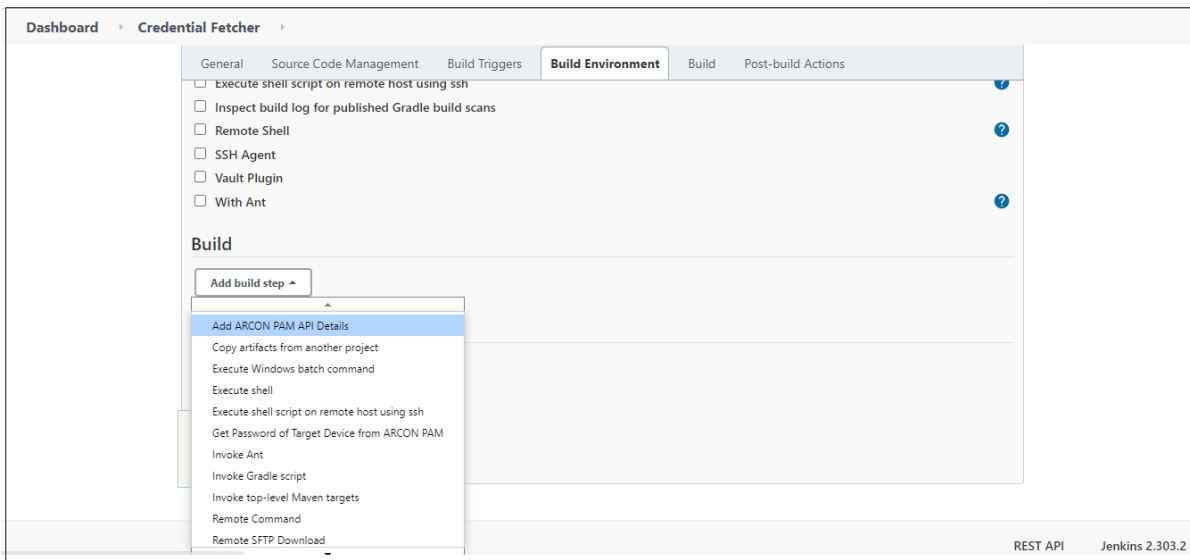 Dashboard Credential Fetcher
General Source Code Management Build Triggers Build Environment Build Post-build Actions
Execute shell script on remote host using ssh
Inspect build log for published Gradle build scans
Remote Shell
SSH Agent
Vault Plugin
With Ant
Build
Add build step
Add ARCON PAM API Details
Copy artifacts from another project
Execute Windows batch command
Execute shell
Execute shell script on remote host using ssh
Get Password of Target Device from ARCON PAM
Invoke Ant
Invoke Gradle script
Invoke top-level Maven targets
Remote Command
Remote SFTP Download
REST API Jenkins 2.303.2